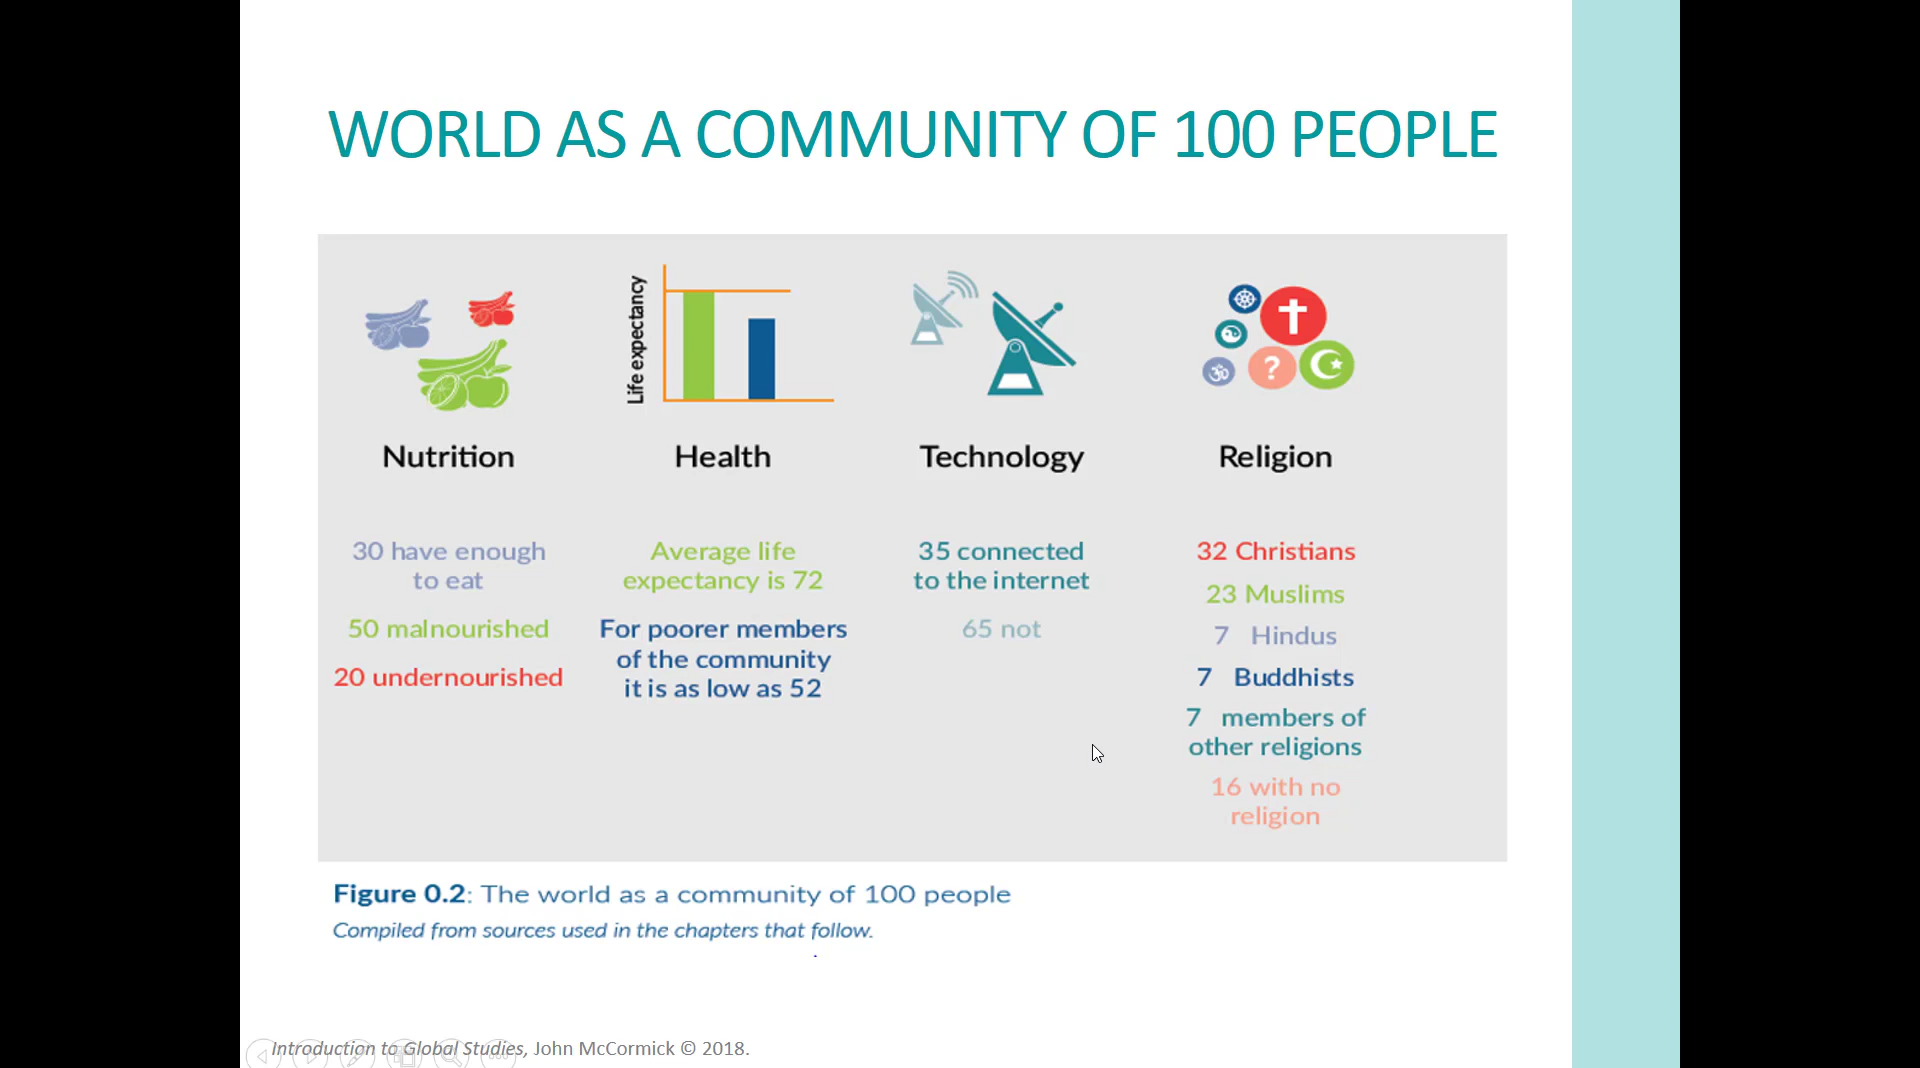 WORLD AS A COMMUNITY OF 100 PEOPLE
Life expectancy
Nutrition
30 have enough
to eat
50 malnourished
20 undernourished
Health
Average life
expectancy is 72
For poorer members
of the community
it is as low as 52
Technology
35 connected
to the internet
65 not
?
Religion
32 Christians
23 Muslims
7 Hindus
7 Buddhists
7 members of
other religions
16 with no
religion
Figure 0.2: The world as a community of 100 people
Compiled from sources used in the chapters that follow.
Introduction to Global Studies, John McCormick © 2018.